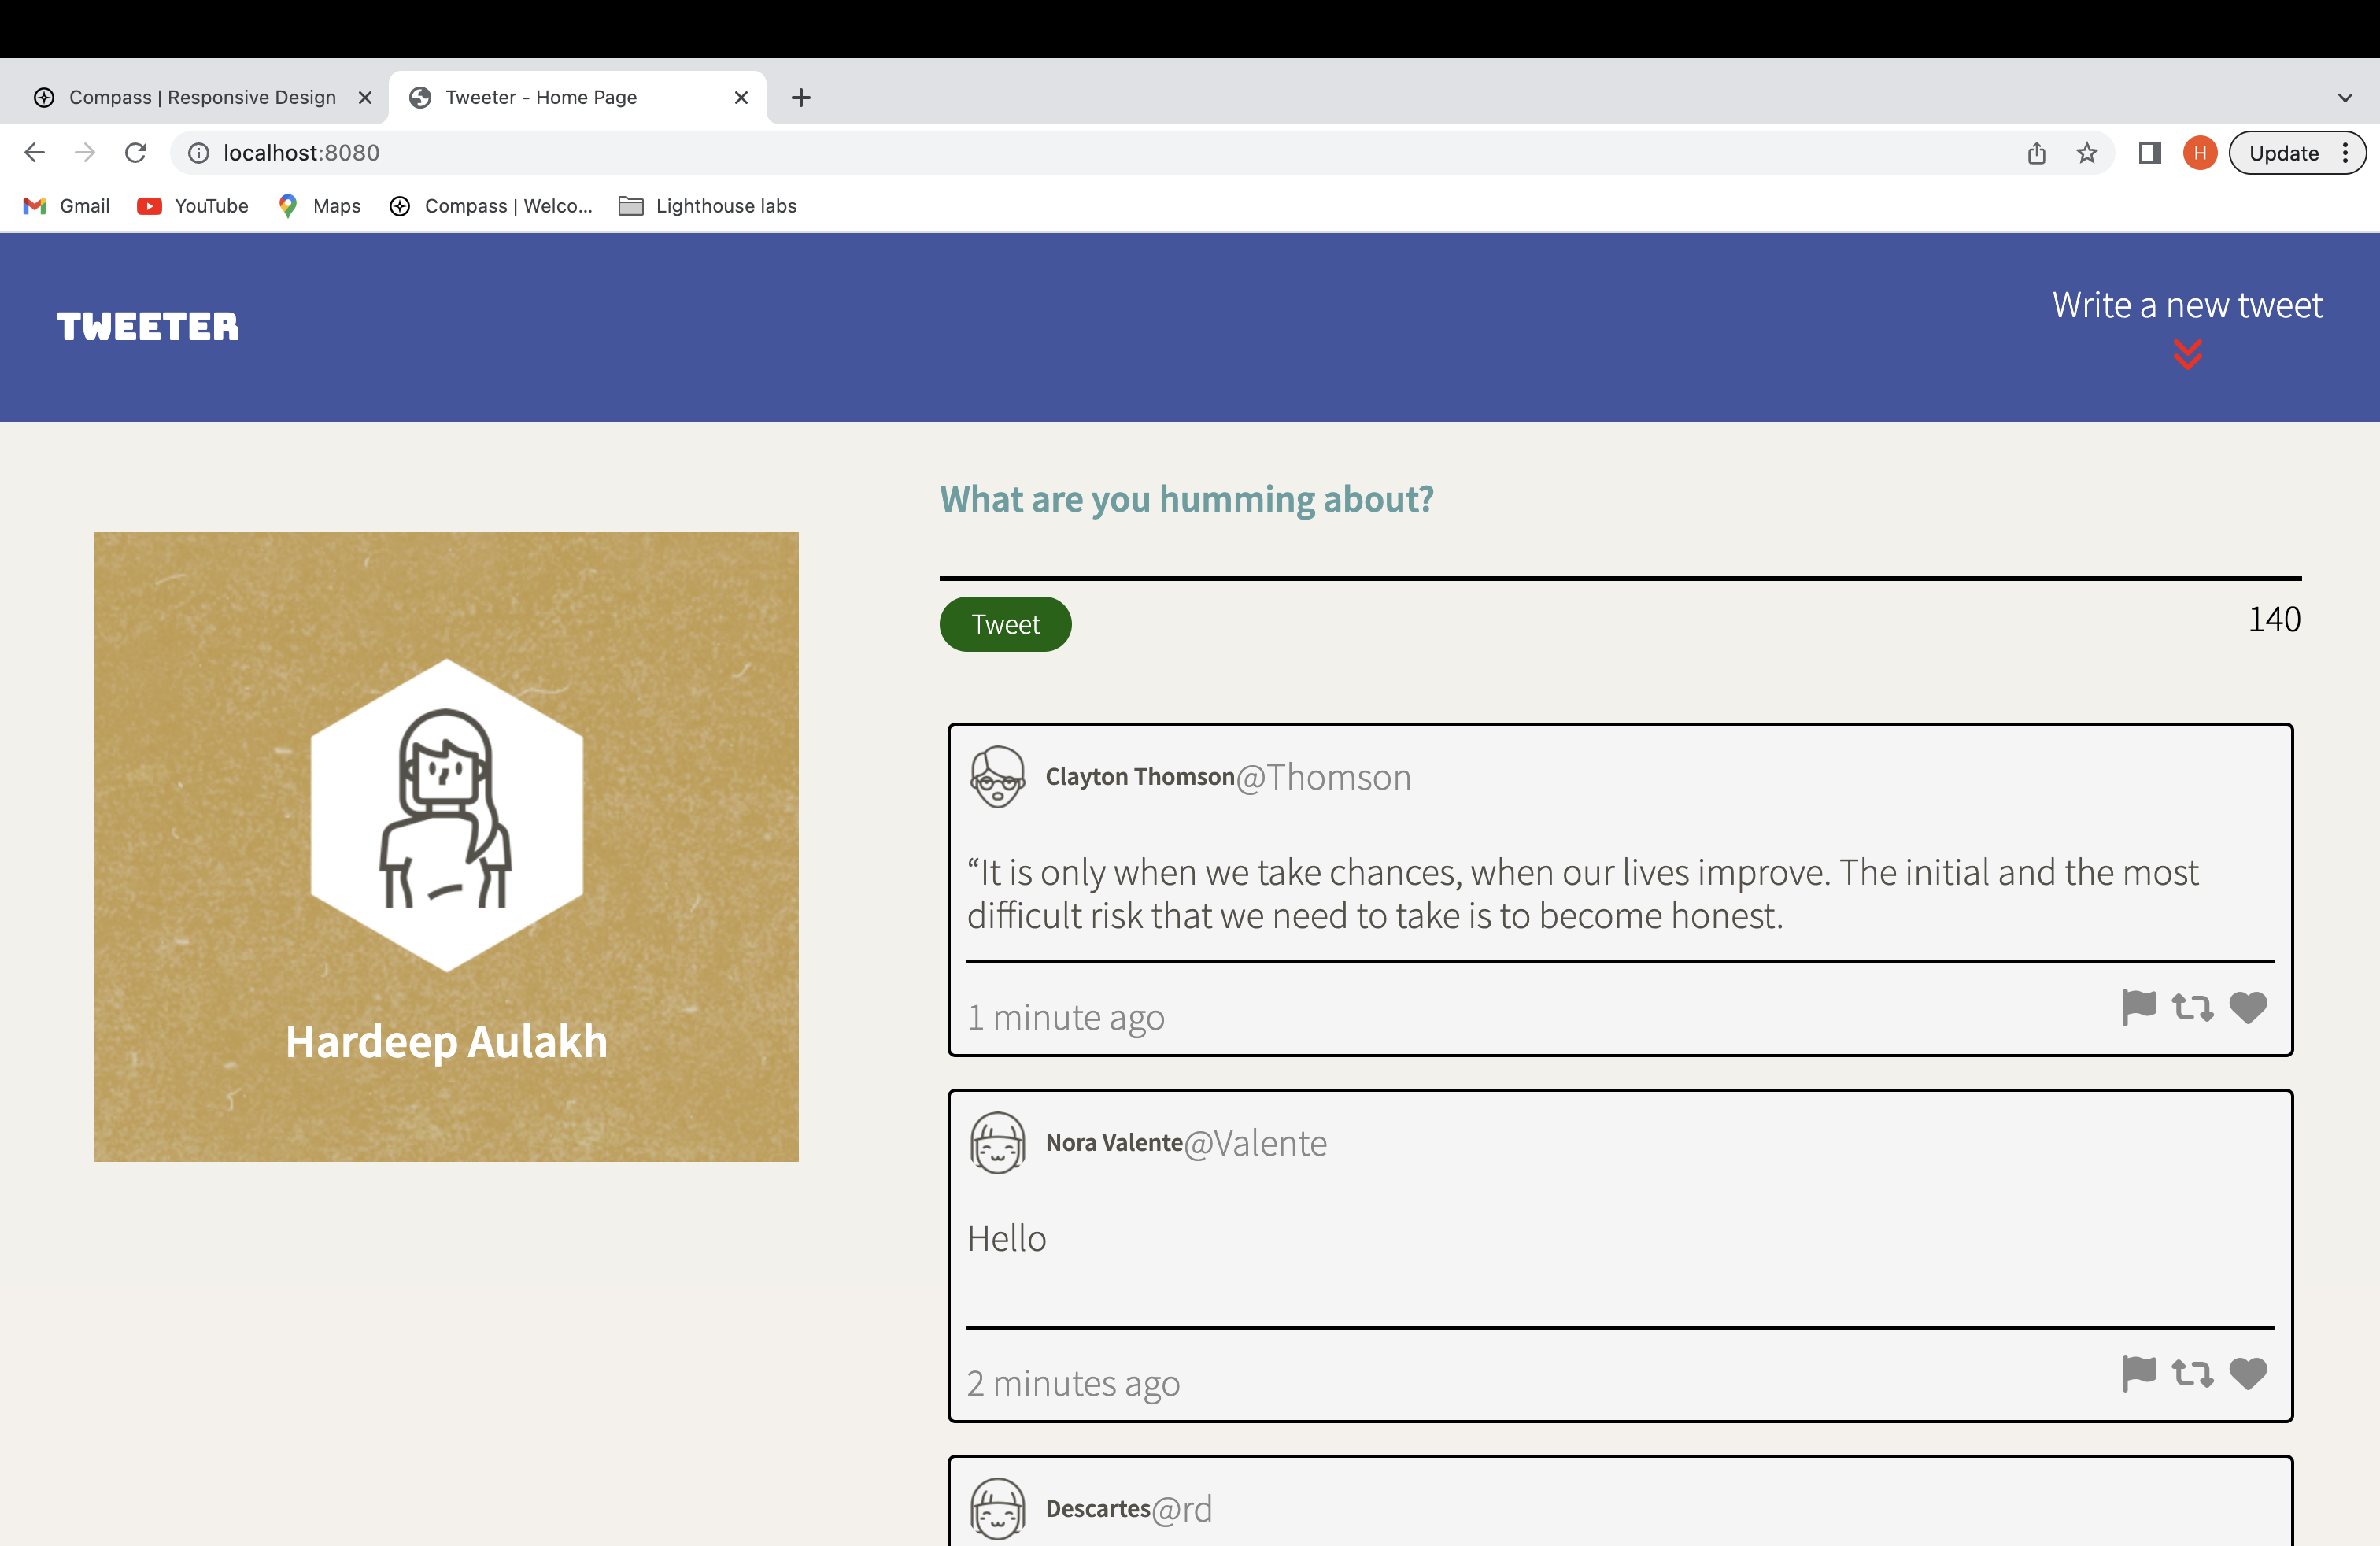 Compass | Responsive Design
Tweeter - Home Page
localhost:8080
H
Update
Gmail
YouTube
Maps
Compass | Welco...
Lighthouse labs
TWEETER
Write a new tweet
What are you humming about?
Tweet
140
Hardeep Aulakh
Clayton Thomson@Thomson
“It is only when we take chances, when our lives improve. The initial and the most
difficult risk that we need to take is to become honest.
1 minute ago
Nora Valente@Valente
Hello
2 minutes ago
Descartes@rd